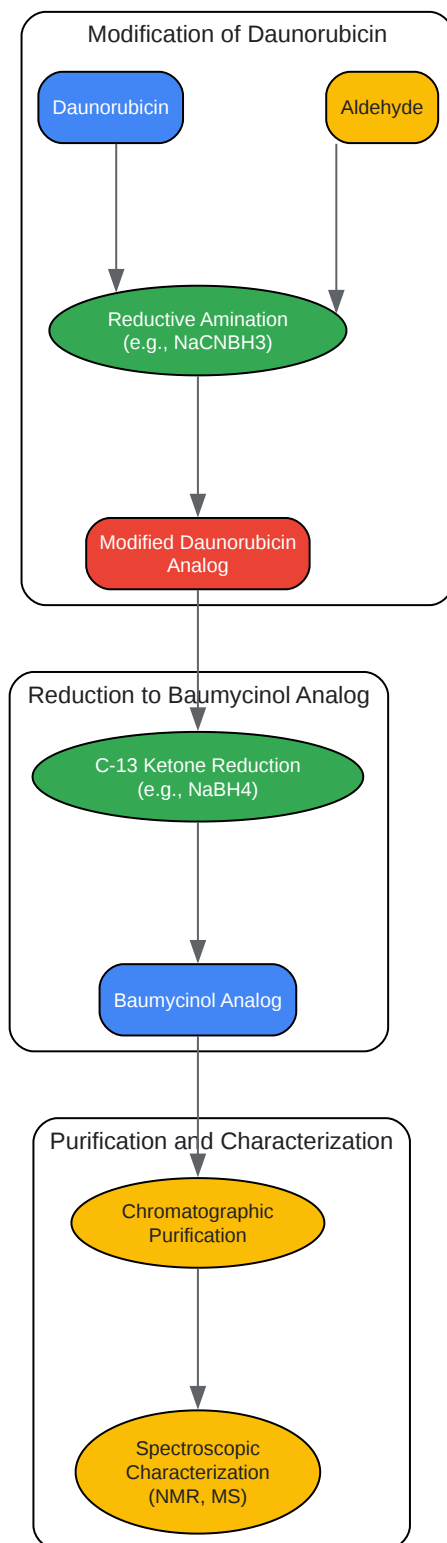 Modification of Daunorubicin
Daunorubicin
Aldehyde
Reductive Amination
(e.g., NaCNBH3)
Modified Daunorubicin
Analog
Reduction to Baumycinol Analog
C-13 Ketone Reduction
(e.g., NaBH4)
Baumycinol Analog
Purification and Characterization
Chromatographic
Purification
Spectroscopic
Characterization
(NMR, MS)